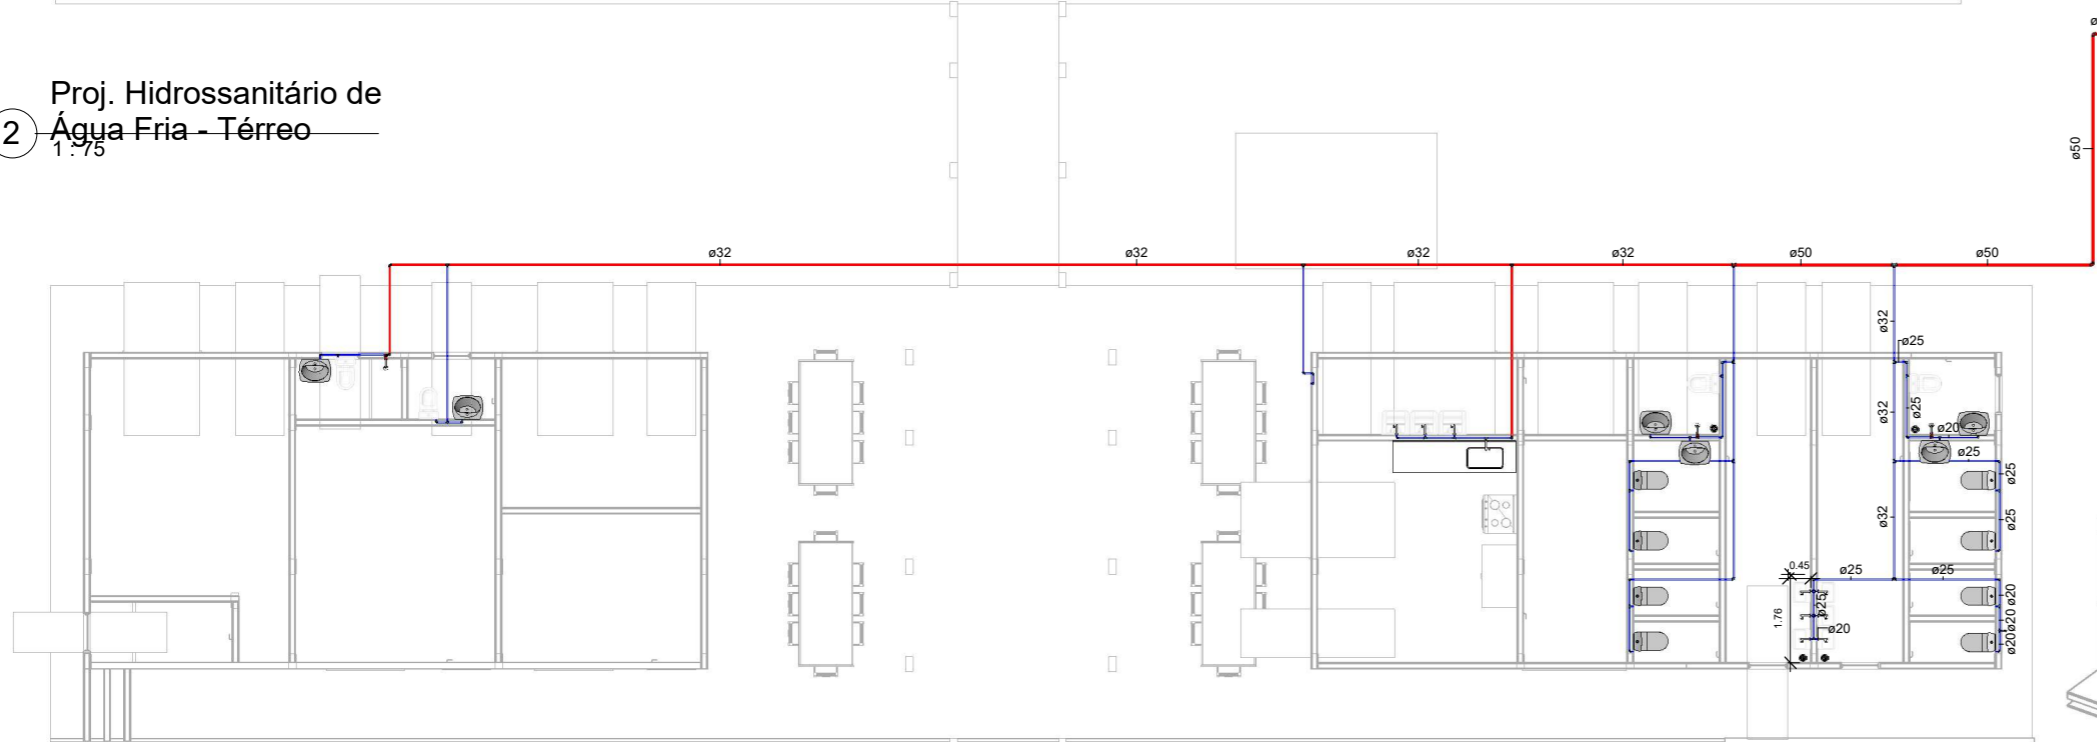 ø
Proj. Hidrossanitário de
2 Água Fria - Térreo
1 : 75
ø50
ø32 ø32 ø32 ø32 ø50 ø50
ø32
ø25
ø32
ø25
ø20
ø25
ø25
ø32
ø25
0.45
ø25
ø25
1.76
ø25
ø20
ø20
ø20
ø20